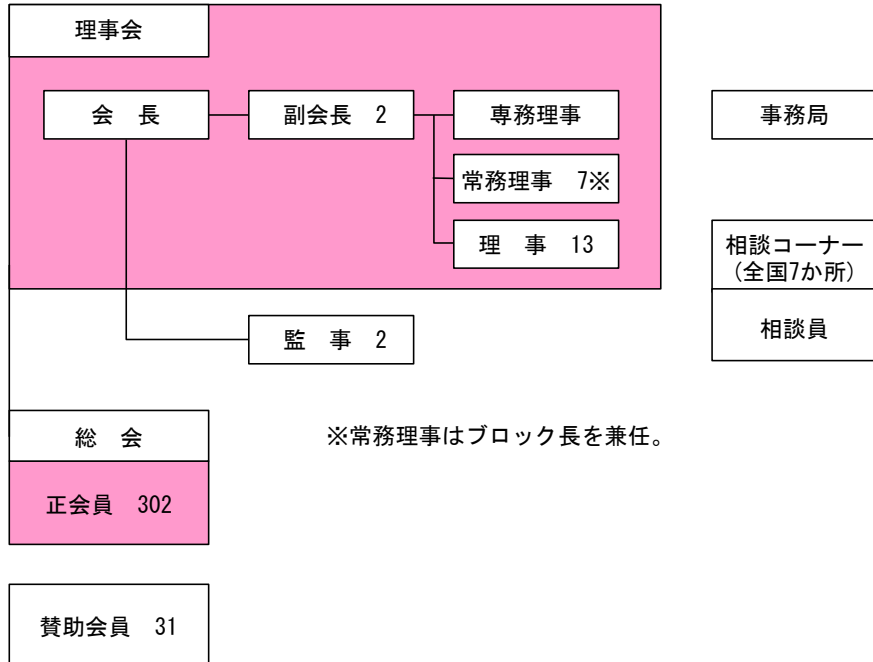 理事会
会　長
副会長　2
専務理事
事務局
常務理事　7※
理　事　13
相談コーナー
(全国7か所)
相談員
監　事　2
総　会
※常務理事はブロック長を兼任。
正会員　302
賛助会員　31